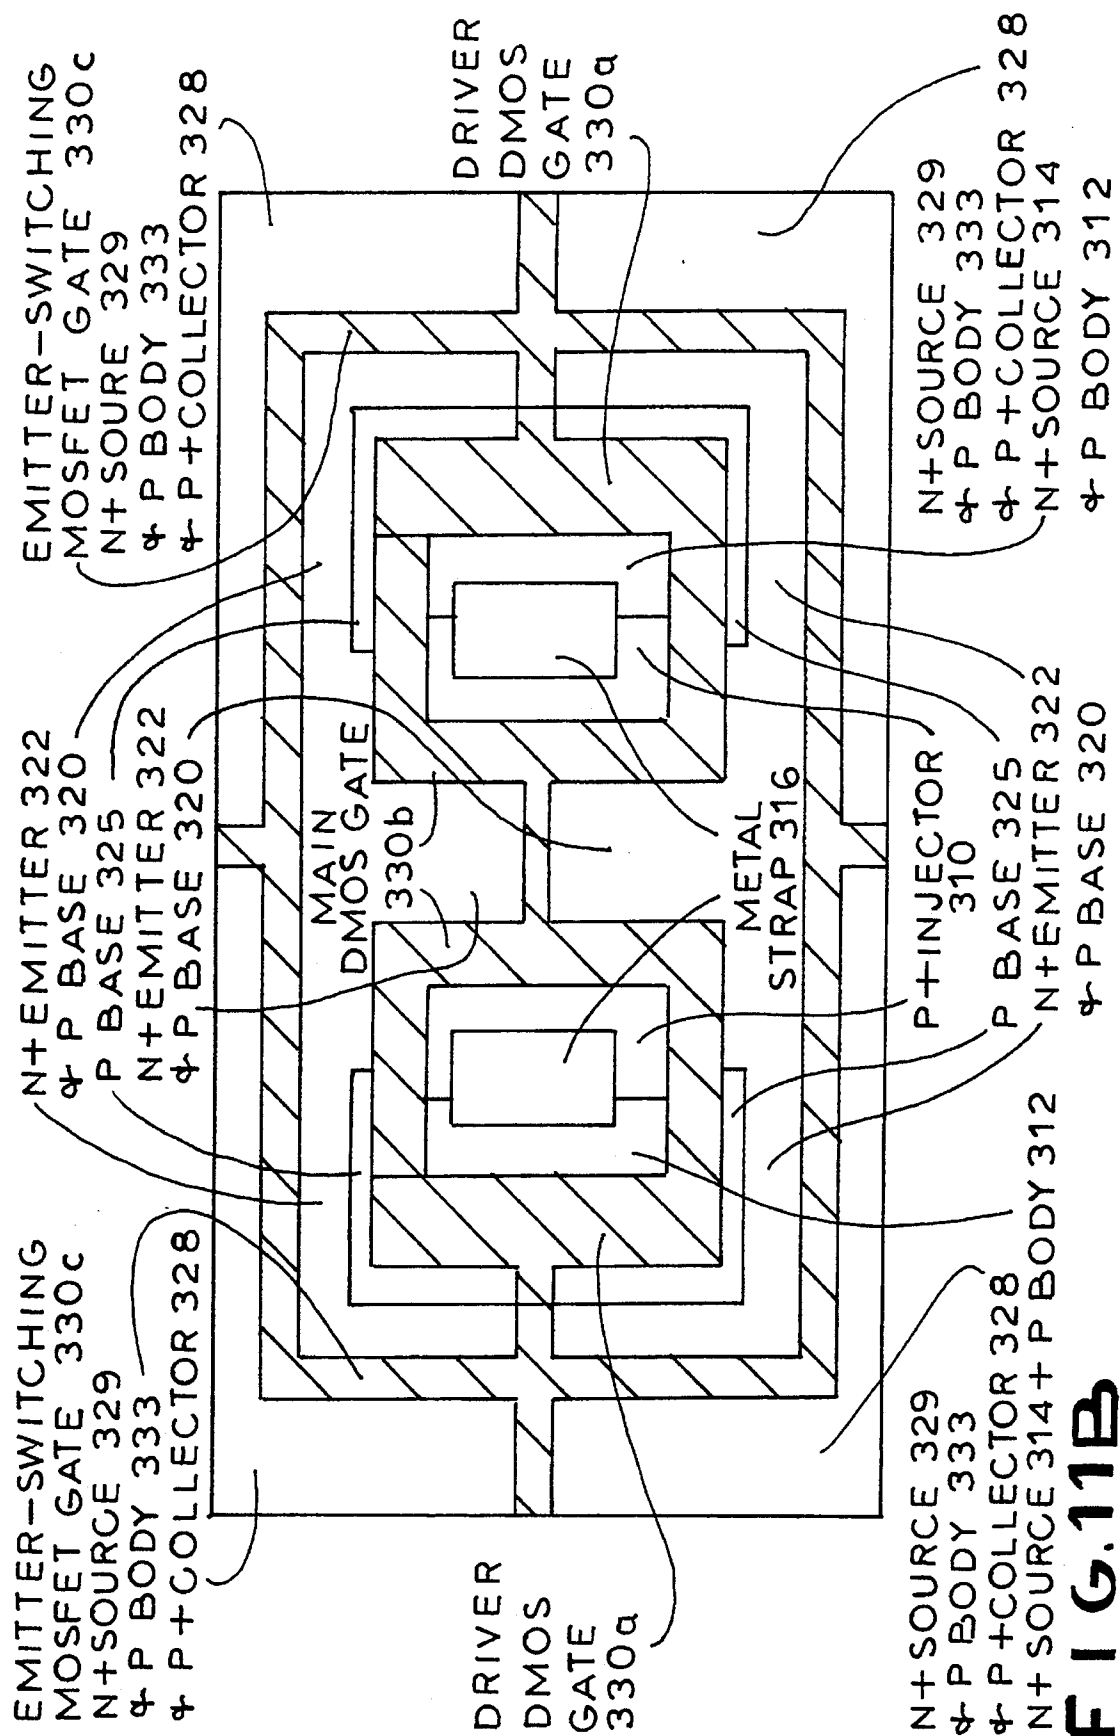 EMITTER-SWITCHING
MOSFET GATE 330c
N+SOURCE 329
& P BODY 333
& P+COLLECTOR 328
N+EMITTER 322
& P BASE 320
P BASE 325
N+EMITTER 322
& P BASE 320
EMITTER-SWITCHING
MOSFET GATE 330c
N+SOURE 329
& P BODY 333
& P+COLLECTOR 328
MAIN
DMOS GATE
330b
DRIVER
DMOS
GATE
330a
DRIVER
DMOS
GATE
330a
METAL
STRAP 316
N+SOURCE 329
& P BODY 333
& P+COLLECTOR 328
N+SOURCE 314+ P BODY 312
P+INJECTOR
310
P BASE 325
N+EMITTER 322
& P BASE 320
N+SOURCE 329
& P BODY 333
& P+COLLECTOR 328
N+SOURCE 314
& P BODY 312
FIG.11B